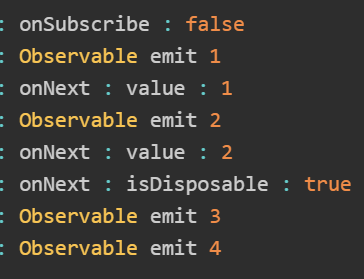 : onSubscribe : false
: Observable emit 1
: onNext : value : 1
: Observable emit 2
: onNext : value : 2
: onNext : isDisposable : true
: Observable emit 3
: Observable emit 4